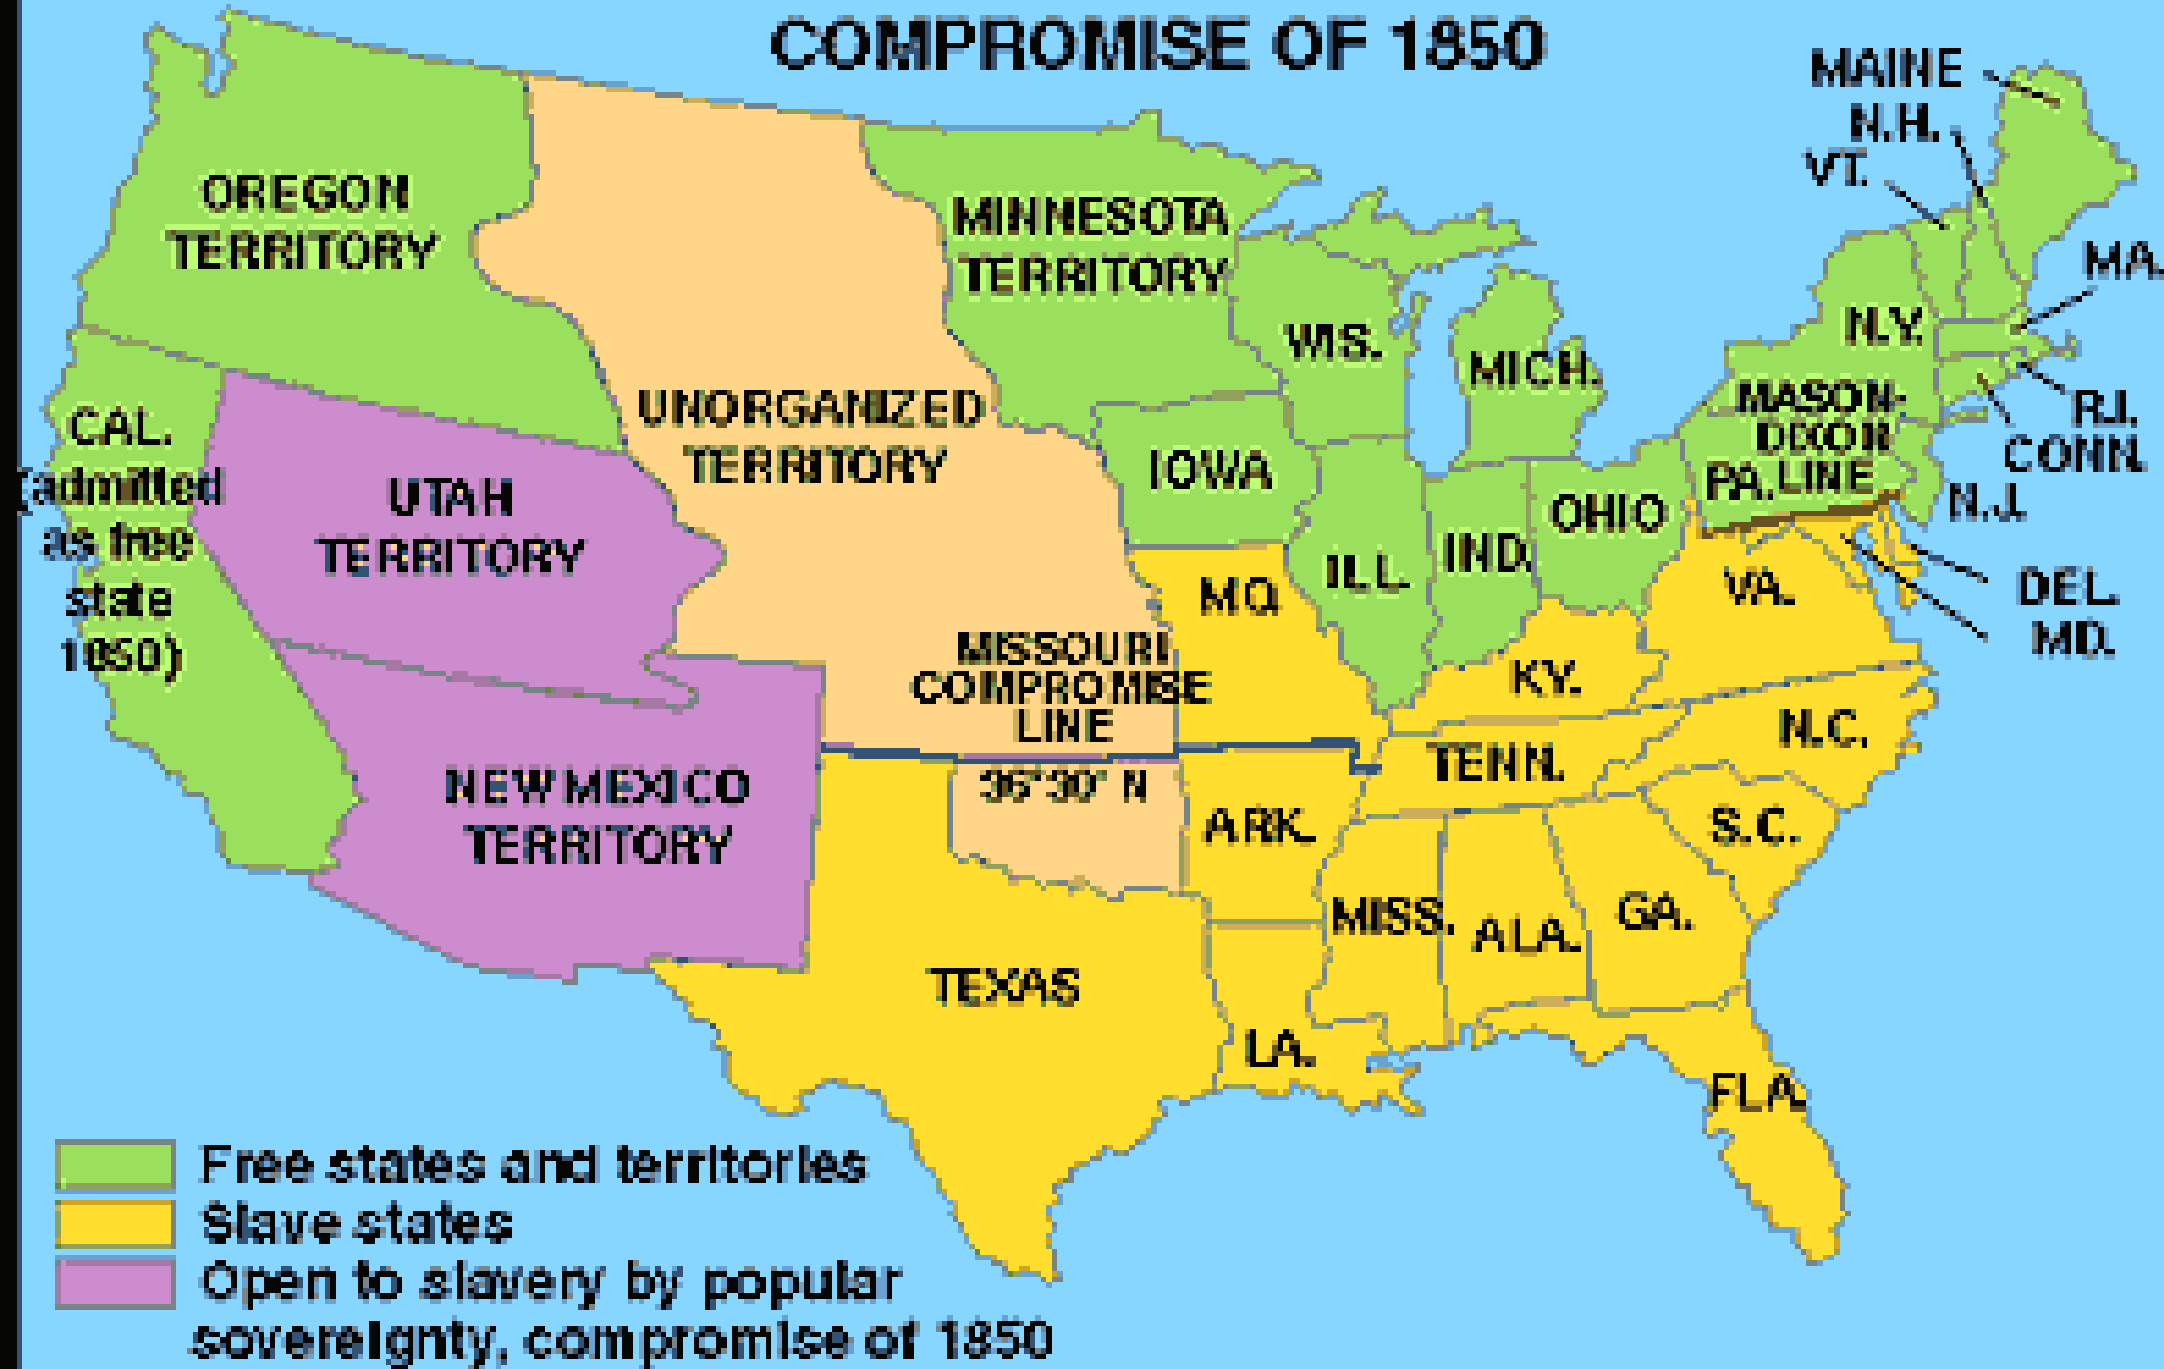 COMPROMISE OF 1850
MAINE
N.H.
VT.
OREGON
TERRITORY
MINNESOTA
TERRITORY
MA.
WIS.
MICH.
N.Y.
UNORGANIZED
TERRITORY
MASON-
DIXON
LINE
R.I.
CONN.
CAL.
(admitted
as free
state
1850)
IOWA
PA.
N.J.
UTAH
TERRITORY
OHIO
ILL.
IND.
MO.
VA.
DEL.
MD.
MISSOURI
COMPROMISE
LINE
KY.
N.C.
TENN.
36°30' N
NEW MEXICO
TERRITORY
ARK.
S.C.
MISS.
ALA.
GA.
TEXAS
LA.
FLA.
Free states and territories
Slave states
Open to slavery by popular
sovereignty, compromise of 1850